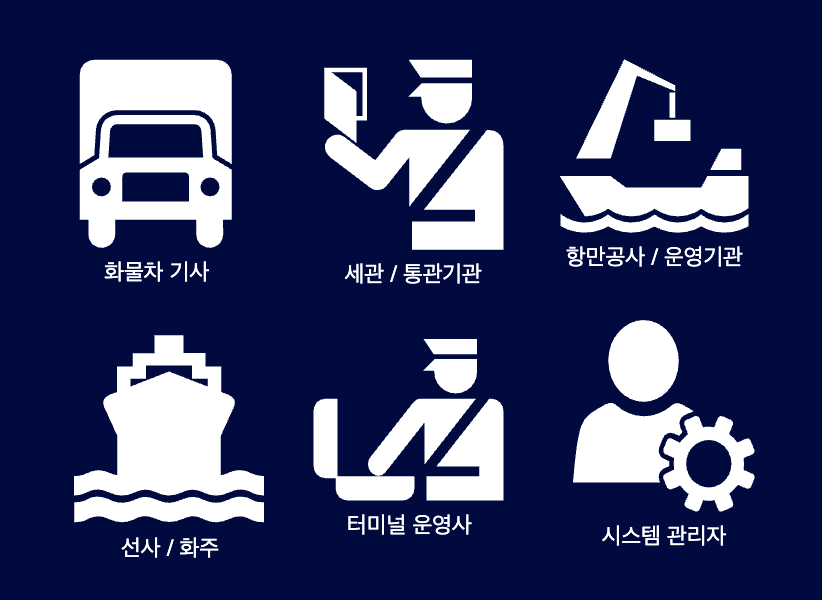 화물차 기사
세관 / 통관기관
항만공사 / 운영기관
선사 / 화주
터미널 운영사
시스템 관리자